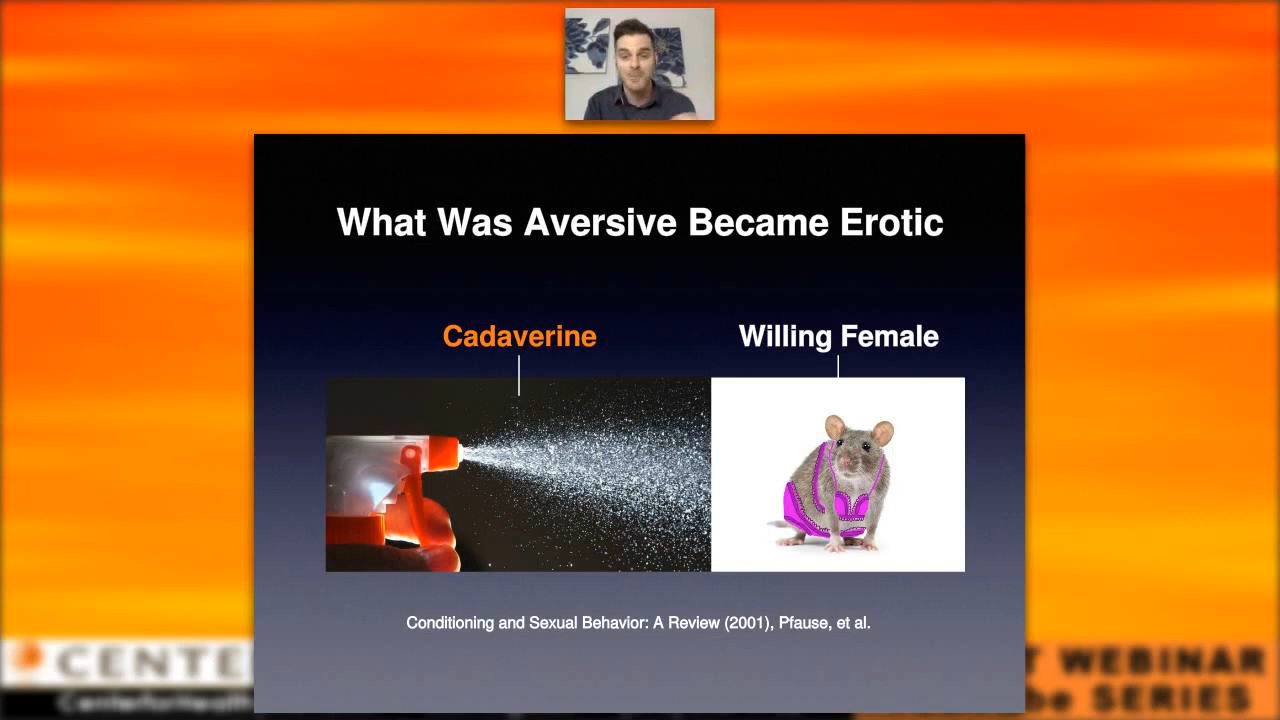 What Was Aversive Became Erotic
Cadaverine
Willing Female
Conditioning and Sexual Behavior: A Review (2001), Pfause, et al.
CENTE
T WEBINAR
SERIES